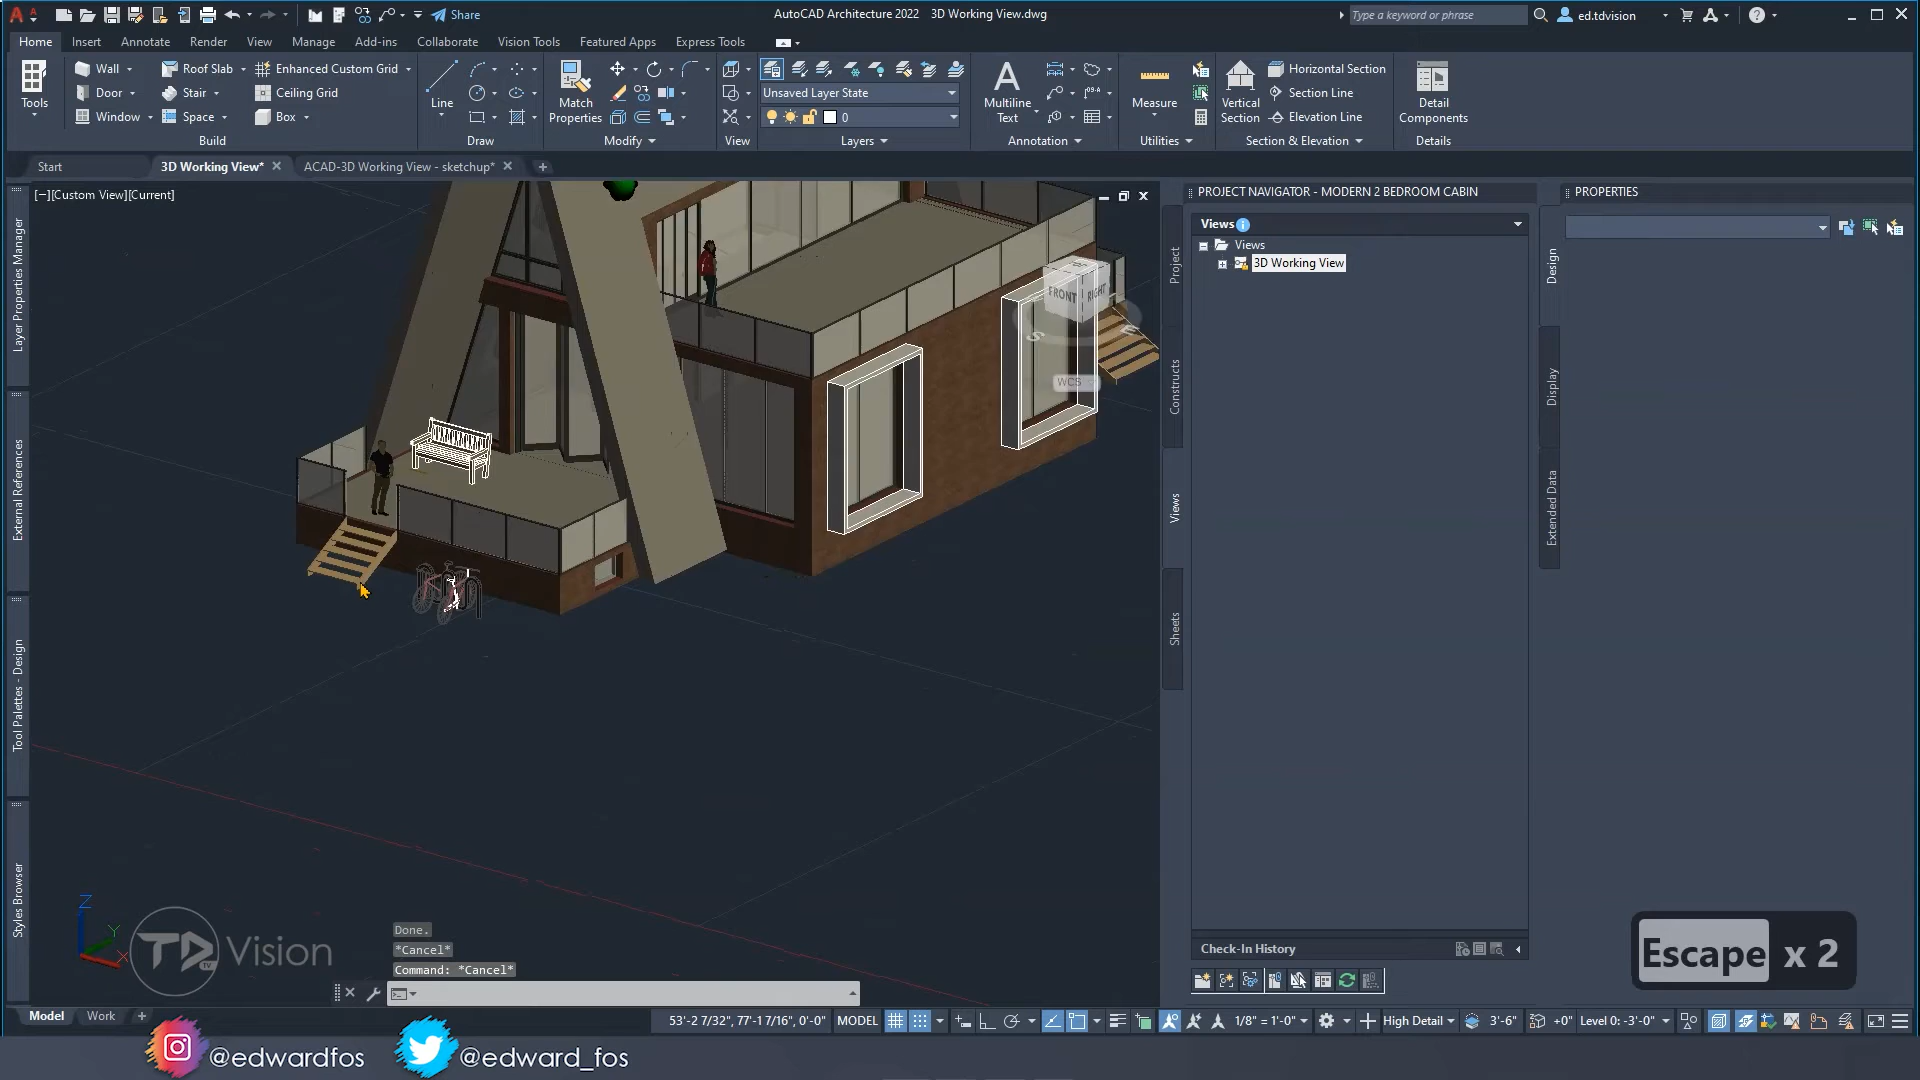 AutoCAD Architecture 2022 3D Working View.dwg
Share
Type a keyword or phrase
ed.tdvision
Home Insert Annotate Render View Manage Add-ins Collaborate Vision Tools Featured Apps Express Tools
Tools
Wall
Door
Window
Roof Slab
Stair
Space
Enhanced Custom Grid
Ceiling Grid
Box
Build
Line
Draw
Match
Properties
Modify
View
Unsaved Layer State
0
Layers
Multiline
Text
Annotation
Measure
Utilities
Vertical
Section
Horizontal Section
Section Line
Elevation Line
Section & Elevation
Detail
Components
Details
Start
3D Working View*
ACAD-3D Working View - sketchup*
[−][Custom View][Current]
Layer Properties Manager
External References
Tool Palettes - Design
Styles Browser
FRONT
RIGHT
S
E
WCS
PROJECT NAVIGATOR - MODERN 2 BEDROOM CABIN
Project
Constructs
Views
Sheets
Views
Views
3D Working View
Check-In History
PROPERTIES
Design
Display
Extended Data
Z
Y
X
TD
TV
Vision
Done.
*Cancel*
Command: *Cancel*
Escape x 2
Model
Work
53'-2 7/32", 77'-1 7/16", 0'-0"
MODEL
1/8" = 1'-0"
High Detail
3'-6"
+0"
Level 0: -3'-0"
@edwardfos
@edward_fos